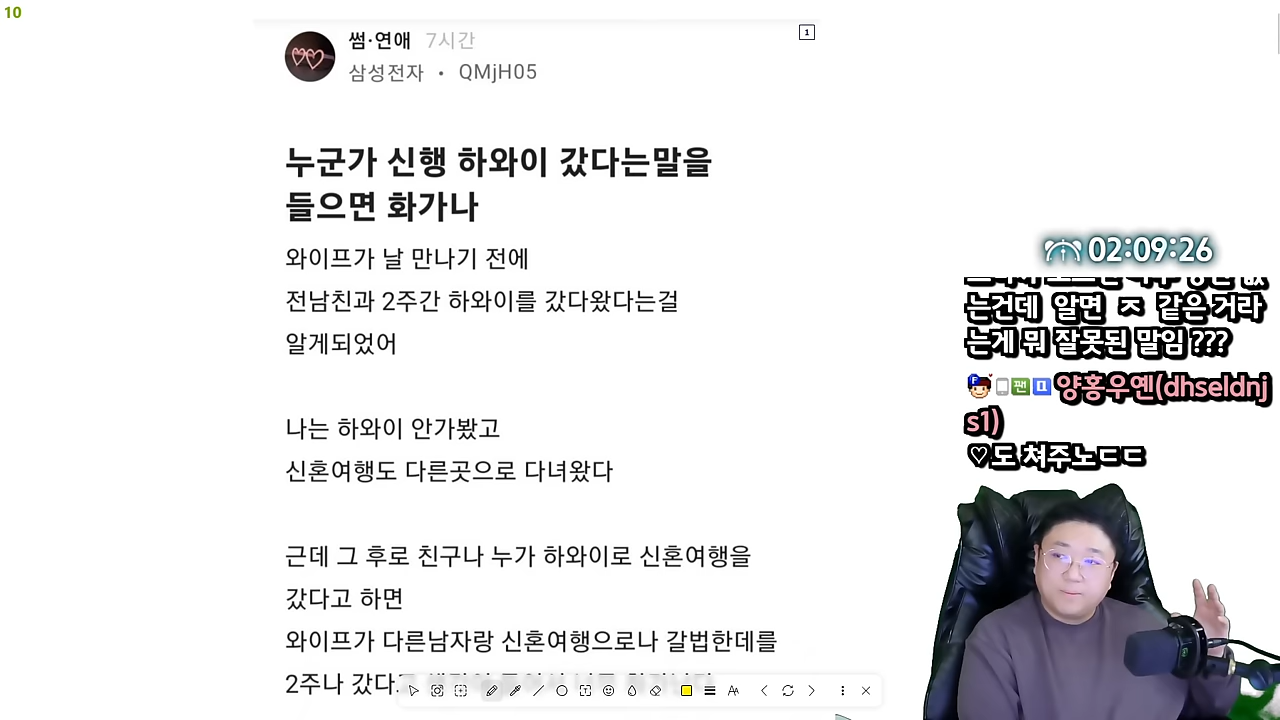 10
썸·연애 7시간
1
삼성전자 • QMjH05
누군가 신행 하와이 갔다는말을
들으면 화가나
와이프가 날 만나기 전에
전남친과 2주간 하와이를 갔다왔다는걸
알게되었어
나는 하와이 안가봤고
신혼여행도 다른곳으로 다녀왔다
근데 그 후로 친구나 누가 하와이로 신혼여행을
갔다고 하면
와이프가 다른남자랑 신혼여행으로나 갈법한데를
2주나
02:09:26
는건데 알면 ㅈ 같은 거라
는게 뭐 잘못된 말임 ???
F 팬 양홍우옌(dhseldnj
s1)
♡도 쳐주노ㄷㄷ